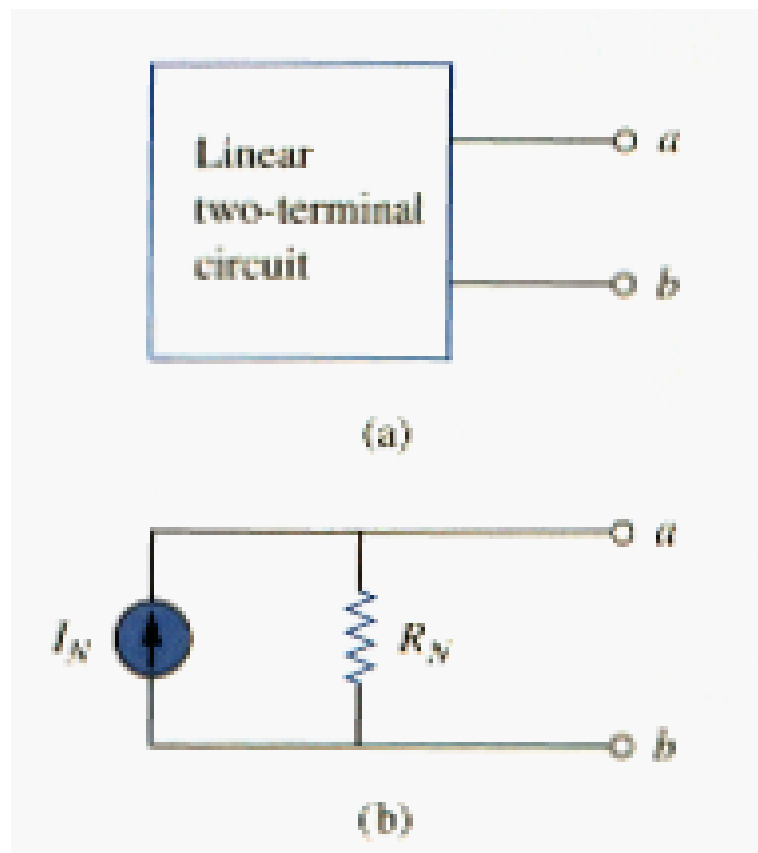 Linear
two-terminal
circuit
a
b
(a)
a
I_N
R_N
b
(b)